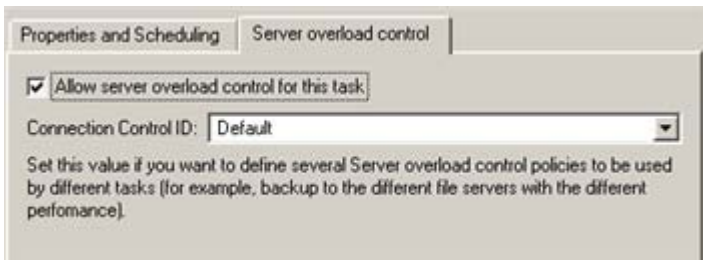 Properties and Scheduling Server overload control
Allow server overload control for this task
Connection Control ID: Default
Set this value if you want to define several Server overload control policies to be used
by different tasks (for example, backup to the different file servers with the different
perfomance).